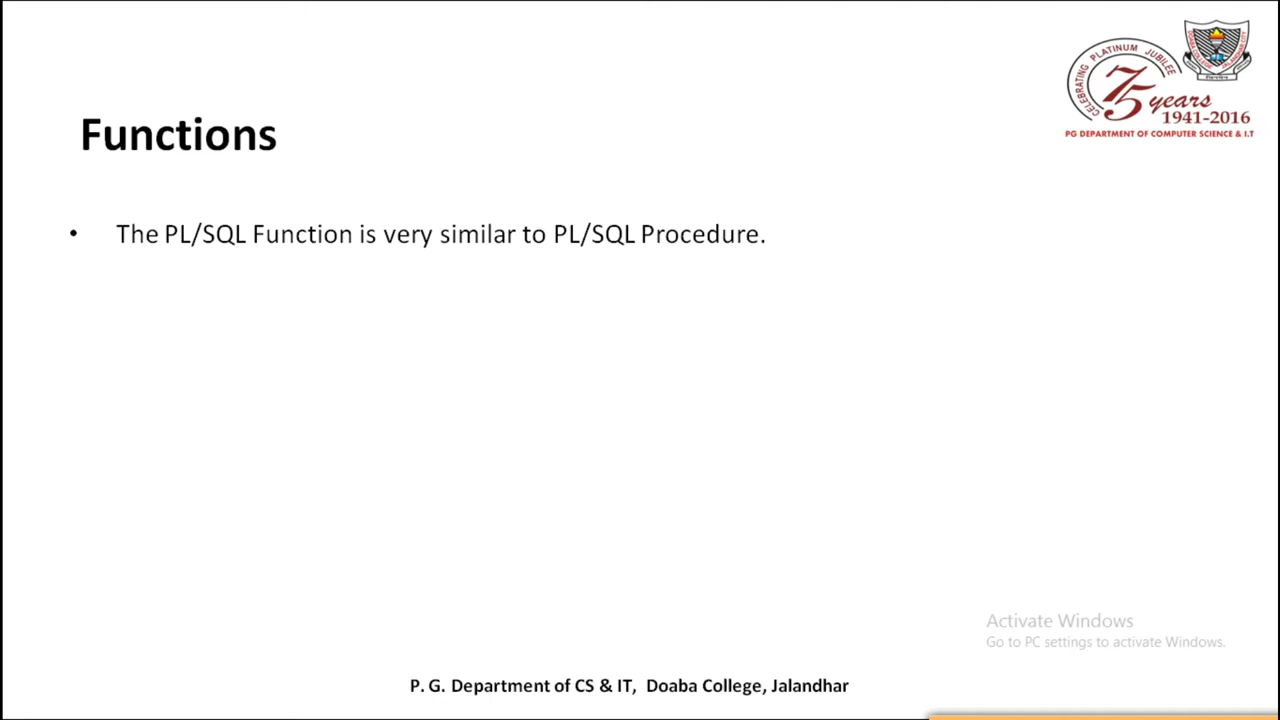 CELEBRATING PLATINUM JUBILEE
75 years
1941-2016
PG DEPARTMENT OF COMPUTER SCIENCE & I.T
Functions
• The PL/SQL Function is very similar to PL/SQL Procedure.
Activate Windows
Go to PC settings to activate Windows.
P. G. Department of CS & IT, Doaba College, Jalandhar